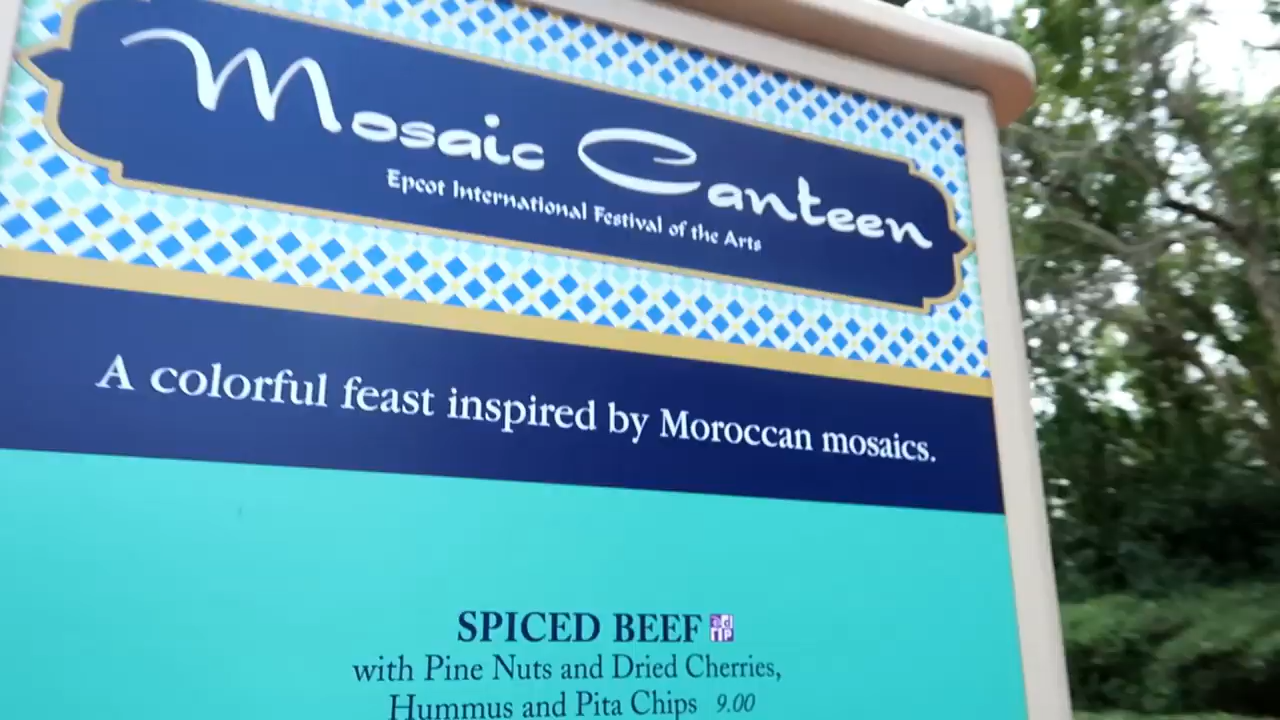 Mosaic Canteen
Epcot International Festival of the Arts
A colorful feast inspired by Moroccan mosaics.
SPICED BEEF
with Pine Nuts and Dried Cherries,
Hummus and Pita Chips 9.00